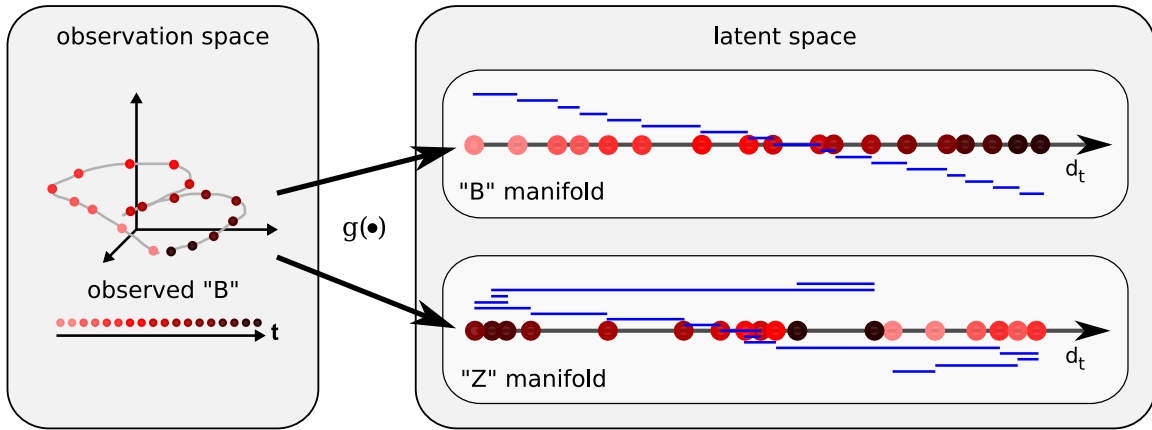 observation space
observed "B"
t
g(•)
latent space
"B" manifold
d_t
"Z" manifold
d_t